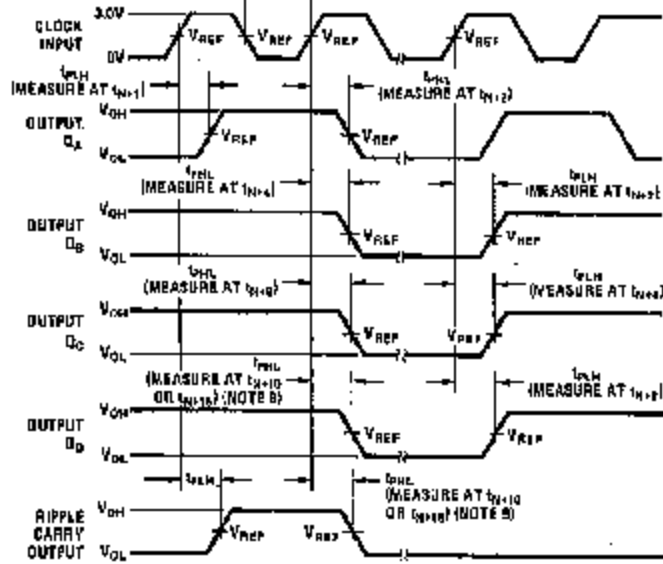 3.0V
CLOCK INPUT
0V
VREF VREF VREF VREF
tPLH
(MEASURE AT tN+1)
tPHL
(MEASURE AT tN+2)
VOH
OUTPUT
QA
VOL
VREF VREF
tPHL
(MEASURE AT tN+4)
tPLH
(MEASURE AT tN+2)
VOH
OUTPUT
QB
VOL
VREF VREF
tPHL
(MEASURE AT tN+8)
tPLH
(MEASURE AT tN+4)
VOH
OUTPUT
QC
VOL
VREF VREF
tPHL
(MEASURE AT tN+10
OR tN+16) (NOTE B)
tPLH
(MEASURE AT tN+8)
VOH
OUTPUT
QD
VOL
VREF VREF
tPLH
tPHL
(MEASURE AT tN+10
OR tN+16) (NOTE B)
VOH
RIPPLE
CARRY
OUTPUT
VOL
VREF VREF